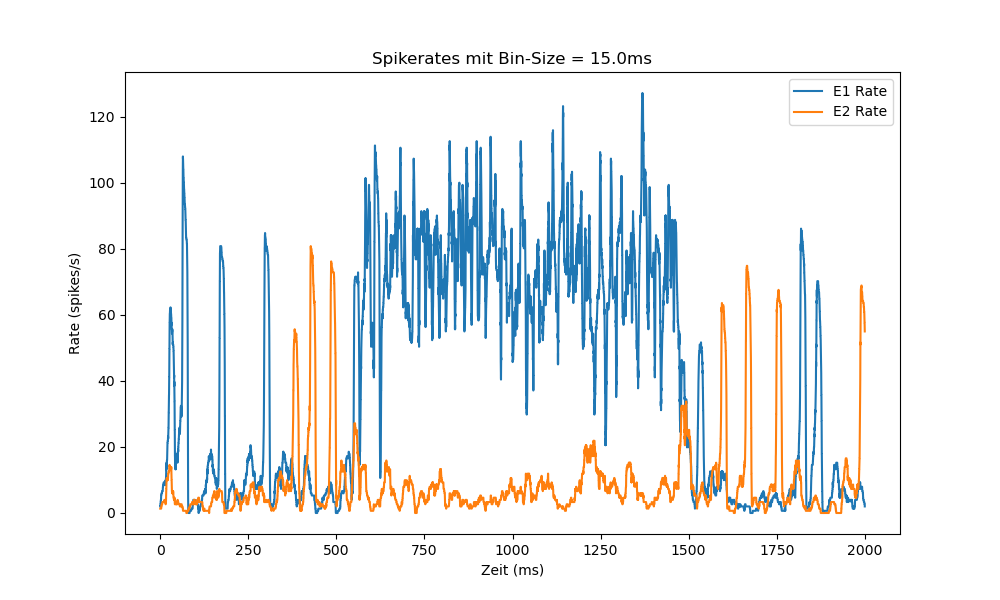 Spikerates mit Bin-Size = 15.0ms
E1 Rate
E2 Rate
120
100
80
60
40
20
0
Rate (spikes/s)
0 250 500 750 1000 1250 1500 1750 2000
Zeit (ms)